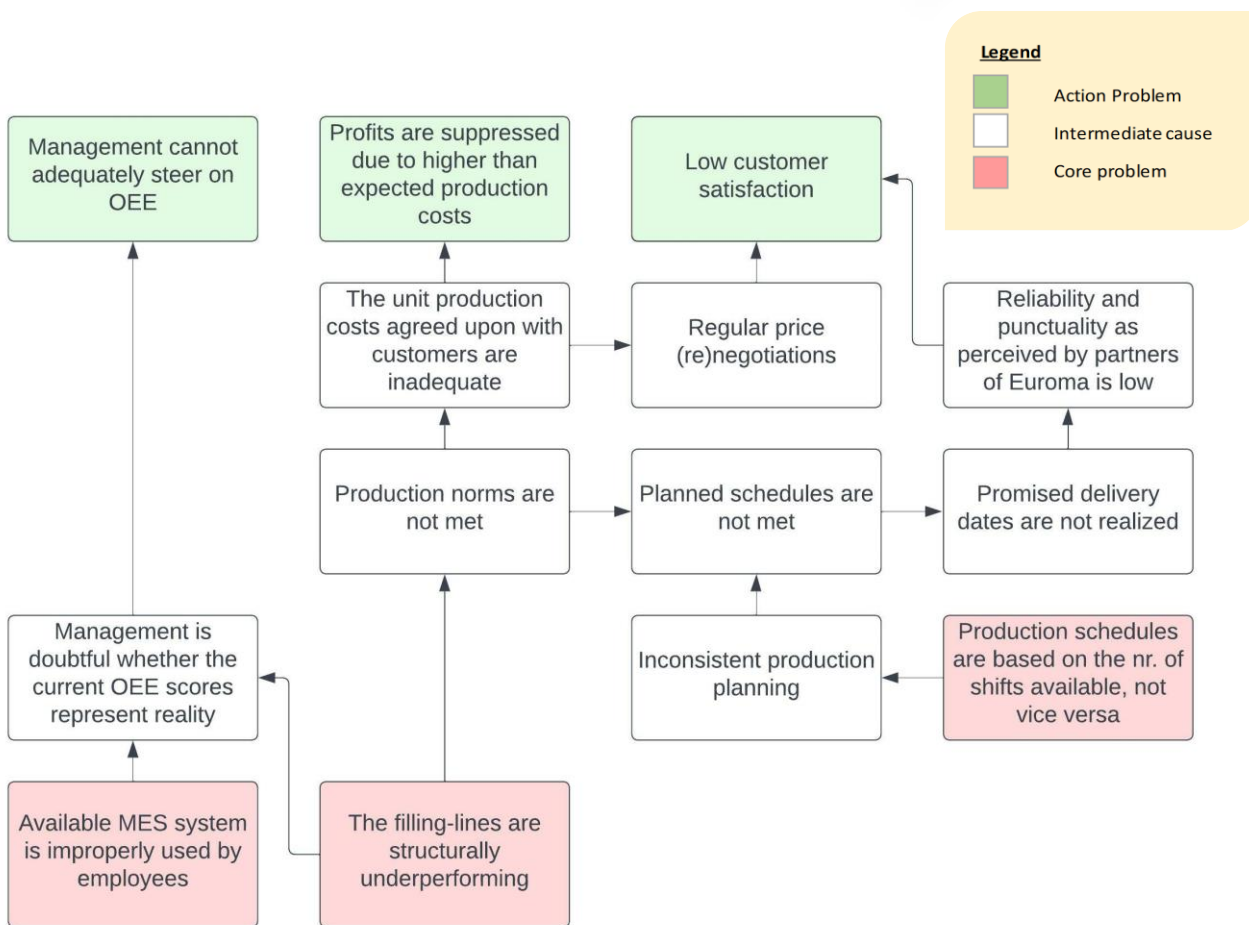 Legend
Action Problem
Intermediate cause
Core problem
Management cannot
adequately steer on
OEE
Profits are suppressed
due to higher than
expected production
costs
Low customer
satisfaction
The unit production
costs agreed upon with
customers are
inadequate
Regular price
(re)negotiations
Reliability and
punctuality as
perceived by partners
of Euroma is low
Production norms are
not met
Planned schedules are
not met
Promised delivery
dates are not realized
Management is
doubtful whether the
current OEE scores
represent reality
Inconsistent production
planning
Production schedules
are based on the nr. of
shifts available, not
vice versa
Available MES system
is improperly used by
employees
The filling-lines are
structurally
underperforming